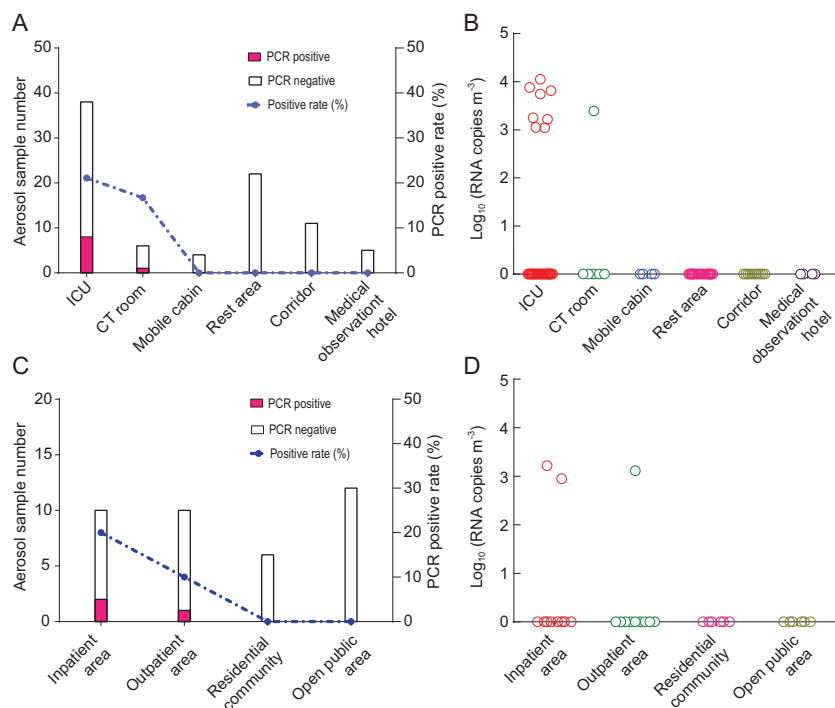 A
Aerosol sample number
50
40
30
20
10
0
PCR positive
PCR negative
Positive rate (%)
50
40
30
20
10
0
PCR positive rate (%)
ICU
CT room
Mobile cabin
Rest area
Corridor
Medical
observationt
hotel
B
Log₁₀ (RNA copies m⁻³)
5
4
3
2
1
0
ICU
CT room
Mobile cabin
Rest area
Corridor
Medical
observationt
hotel
C
Aerosol sample number
20
15
10
5
0
PCR positive
PCR negative
Positive rate (%)
50
40
30
20
10
0
PCR positive rate (%)
Inpatient
area
Outpatient
area
Residential
community
Open public
area
D
Log₁₀ (RNA copies m⁻³)
5
4
3
2
1
0
Inpatient
area
Outpatient
area
Residential
community
Open public
area